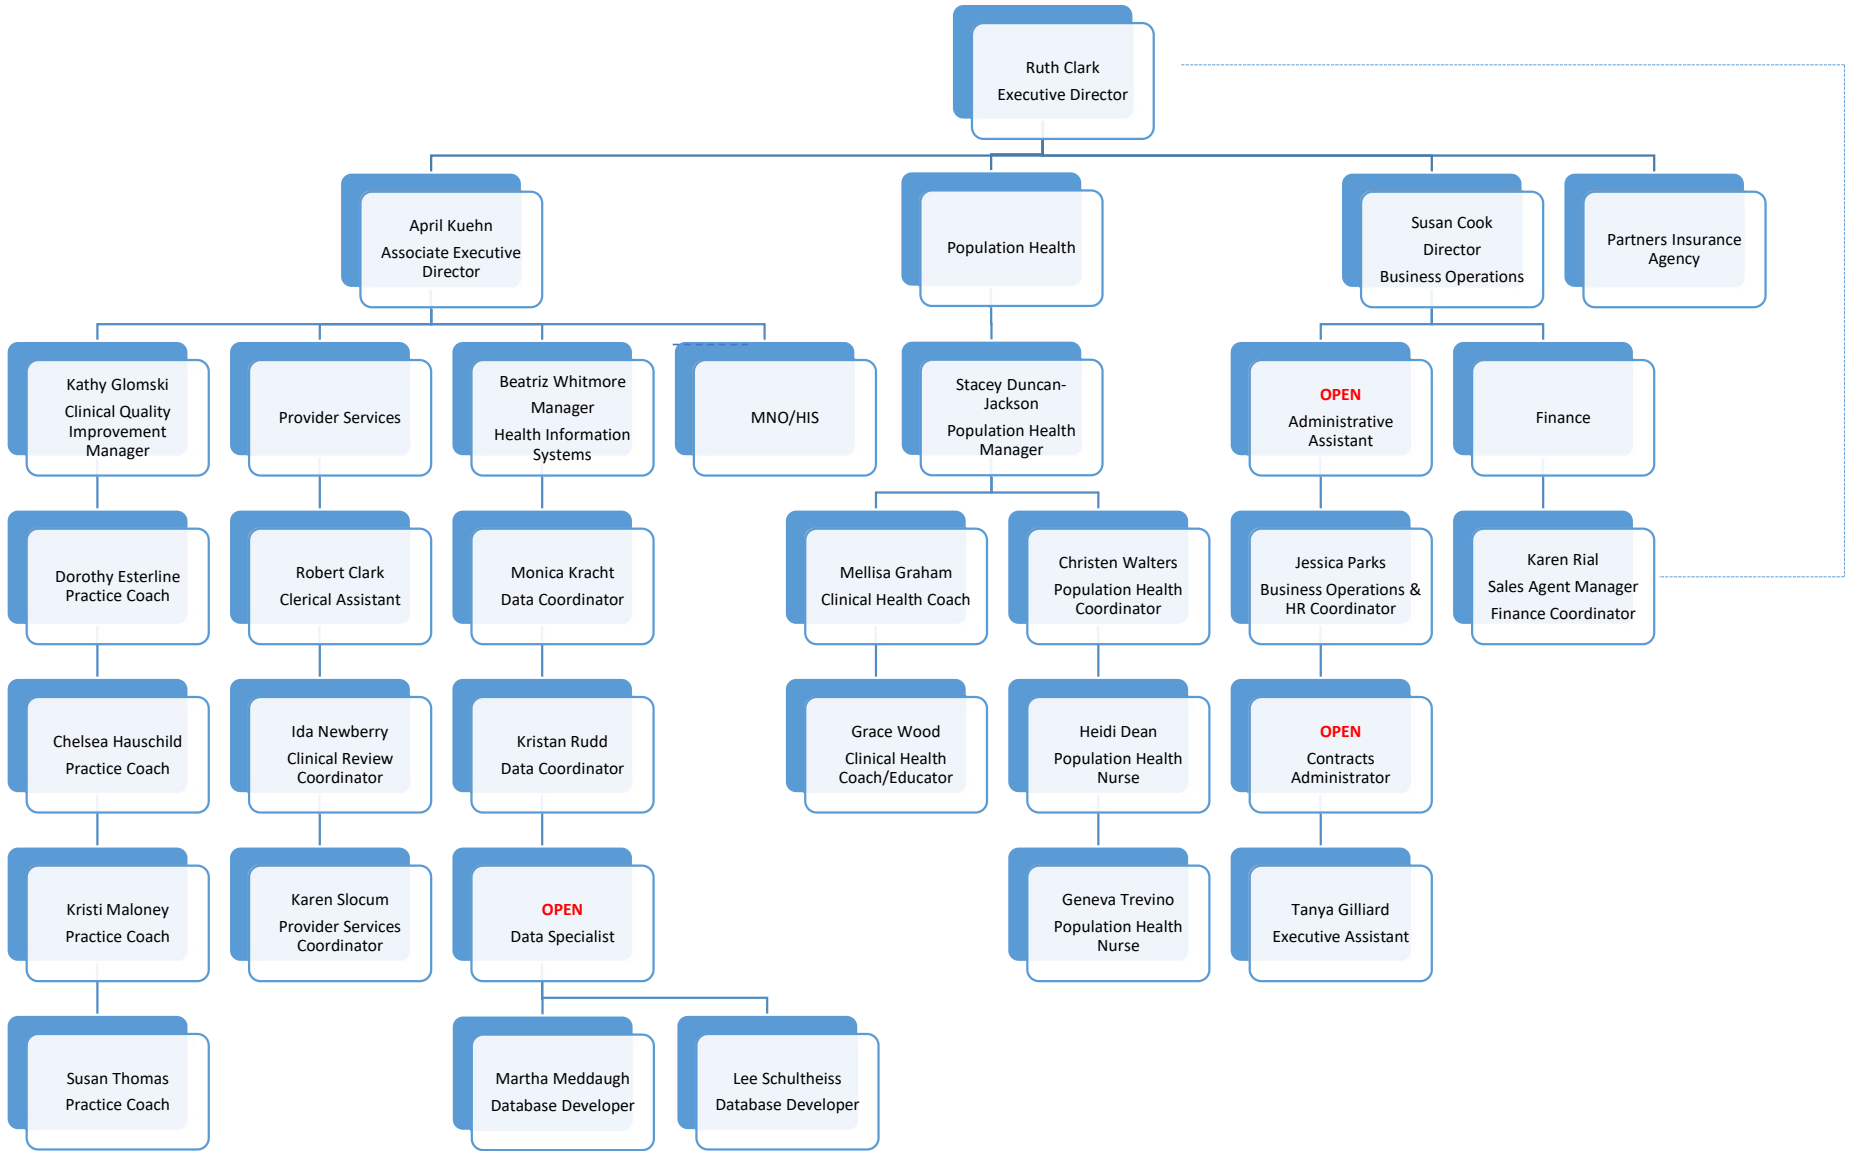 Ruth Clark
Executive Director
April Kuehn
Associate Executive
Director
Population Health
Susan Cook
Director
Business Operations
Partners Insurance
Agency
Kathy Glomski
Clinical Quality
Improvement
Manager
Provider Services
Beatriz Whitmore
Manager
Health Information
Systems
MNO/HIS
Stacey Duncan-
Jackson
Population Health
Manager
OPEN
Administrative
Assistant
Finance
Dorothy Esterline
Practice Coach
Robert Clark
Clerical Assistant
Monica Kracht
Data Coordinator
Mellisa Graham
Clinical Health Coach
Christen Walters
Population Health
Coordinator
Jessica Parks
Business Operations &
HR Coordinator
Karen Rial
Sales Agent Manager
Finance Coordinator
Chelsea Hauschild
Practice Coach
Ida Newberry
Clinical Review
Coordinator
Kristan Rudd
Data Coordinator
Grace Wood
Clinical Health
Coach/Educator
Heidi Dean
Population Health
Nurse
OPEN
Contracts
Administrator
Kristi Maloney
Practice Coach
Karen Slocum
Provider Services
Coordinator
OPEN
Data Specialist
Geneva Trevino
Population Health
Nurse
Tanya Gilliard
Executive Assistant
Susan Thomas
Practice Coach
Martha Meddaugh
Database Developer
Lee Schultheiss
Database Developer